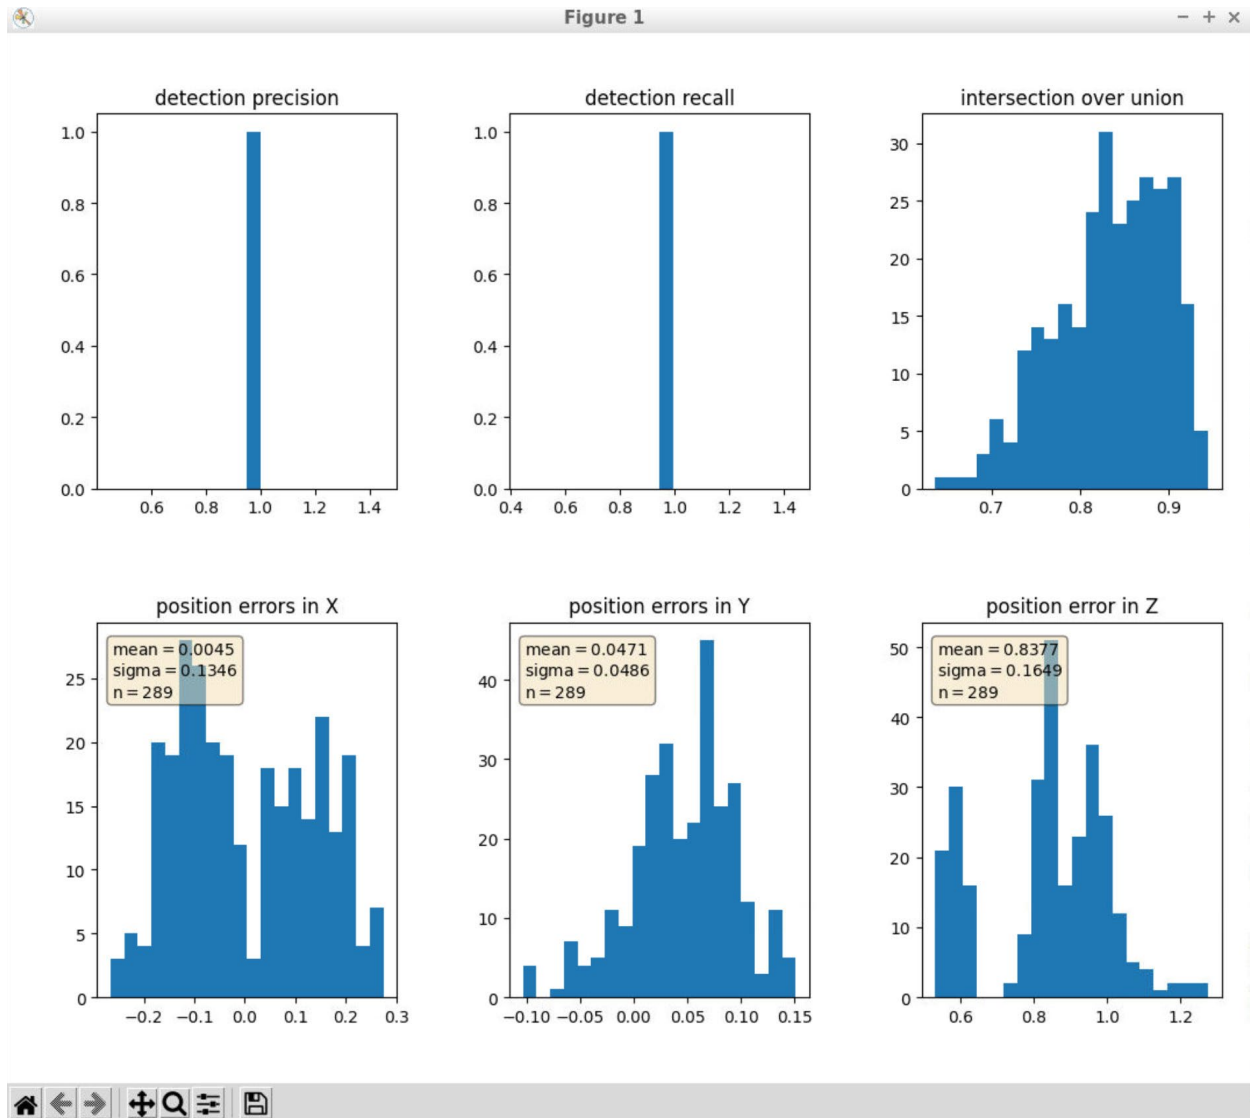 Figure 1
detection precision
1.0
0.8
0.6
0.4
0.2
0.0
0.6 0.8 1.0 1.2 1.4
detection recall
1.0
0.8
0.6
0.4
0.2
0.0
0.4 0.6 0.8 1.0 1.2 1.4
intersection over union
30
25
20
15
10
5
0
0.7 0.8 0.9
position errors in X
mean = 0.0045
sigma = 0.1346
n = 289
25
20
15
10
5
0
−0.2 −0.1 0.0 0.1 0.2 0.3
position errors in Y
mean = 0.0471
sigma = 0.0486
n = 289
40
30
20
10
0
−0.10 −0.05 0.00 0.05 0.10 0.15
position error in Z
mean = 0.8377
sigma = 0.1649
n = 289
50
40
30
20
10
0
0.6 0.8 1.0 1.2